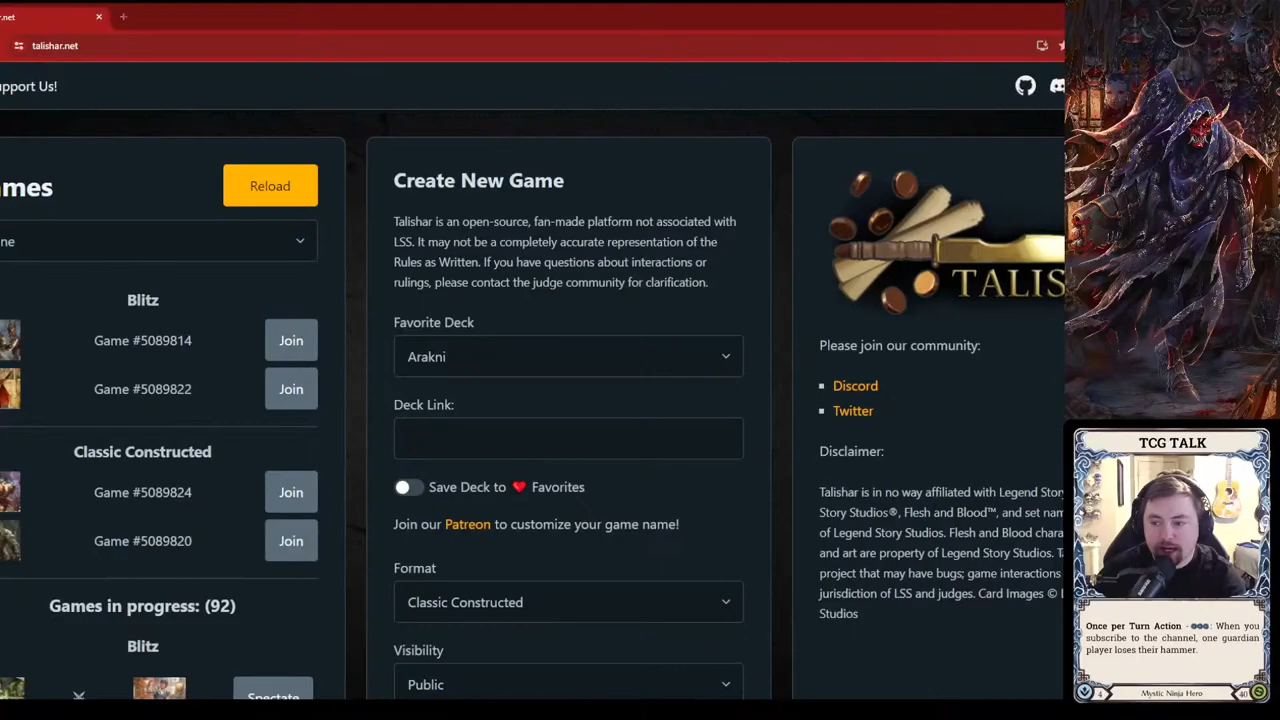 r.net
talishar.net
pport Us!
mes
Reload
ne
Blitz
Game #5089814
Join
Game #5089822
Join
Classic Constructed
Game #5089824
Join
Game #5089820
Join
Games in progress: (92)
Blitz
Spectate
Create New Game
Talishar is an open-source, fan-made platform not associated with
LSS. It may not be a completely accurate representation of the
Rules as Written. If you have questions about interactions or
rulings, please contact the judge community for clarification.
Favorite Deck
Arakni
Deck Link:
Save Deck to ❤ Favorites
Join our Patreon to customize your game name!
Format
Classic Constructed
Visibility
Public
TALIS
Please join our community:
Discord
Twitter
Disclaimer:
Talishar is in no way affiliated with Legend Story
Story Studios®, Flesh and Blood™, and set nam
of Legend Story Studios. Flesh and Blood chara
and art are property of Legend Story Studios. Ta
project that may have bugs; game interactions
jurisdiction of LSS and judges. Card Images ©
Studios
TCG TALK
Once per Turn Action - : When you
subscribe to the channel, one guardian
player loses their hammer.
4
Mystic Ninja Hero
40